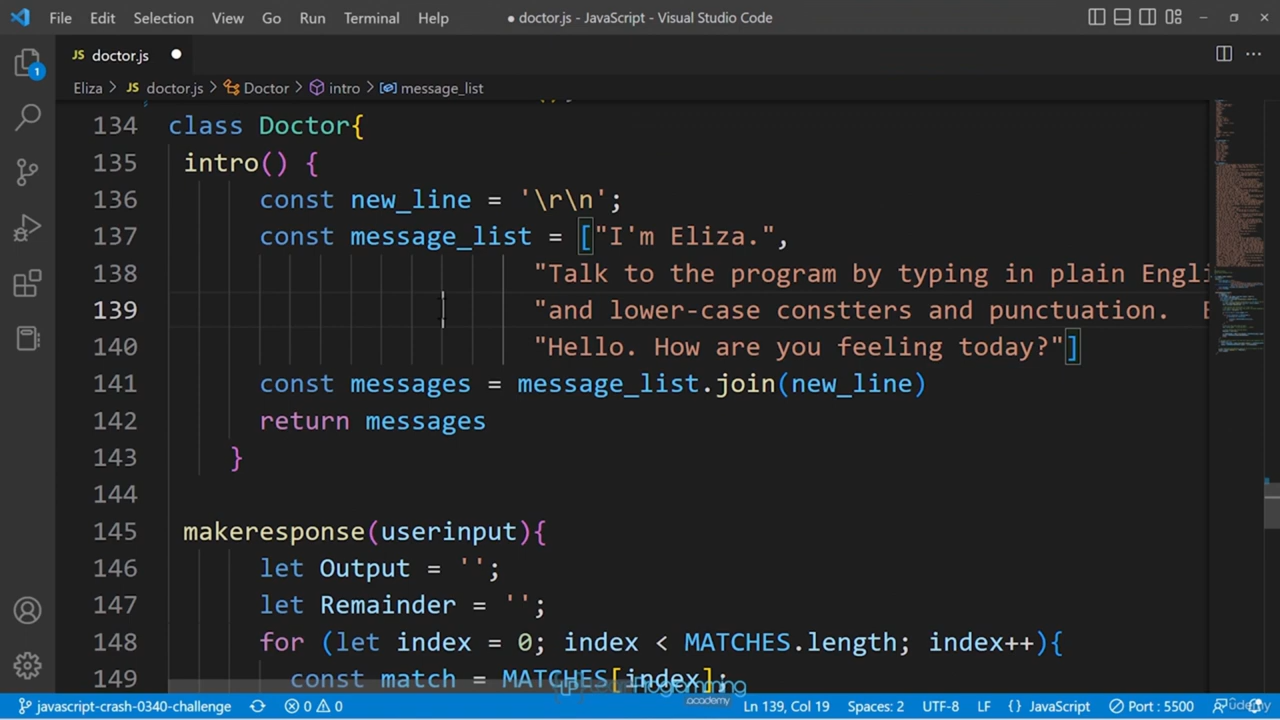 File Edit Selection View Go Run Terminal Help ● doctor.js - JavaScript - Visual Studio Code
JS doctor.js ●
Eliza > JS doctor.js > Doctor > intro > message_list
1
134 class Doctor{
135 intro() {
136 const new_line = '\r\n';
137 const message_list = ["I'm Eliza.",
138 "Talk to the program by typing in plain Engli
139 "and lower-case constters and punctuation.
140 "Hello. How are you feeling today?"]
141 const messages = message_list.join(new_line)
142 return messages
143 }
144
145 makeresponse(userinput){
146 let Output = '';
147 let Remainder = '';
148 for (let index = 0; index < MATCHES.length; index++){
149 const match = MATCHES[index];
Programming
academy
javascript-crash-0340-challenge 0 0 Ln 139, Col 19 Spaces: 2 UTF-8 LF {} JavaScript Port : 5500
Udemy